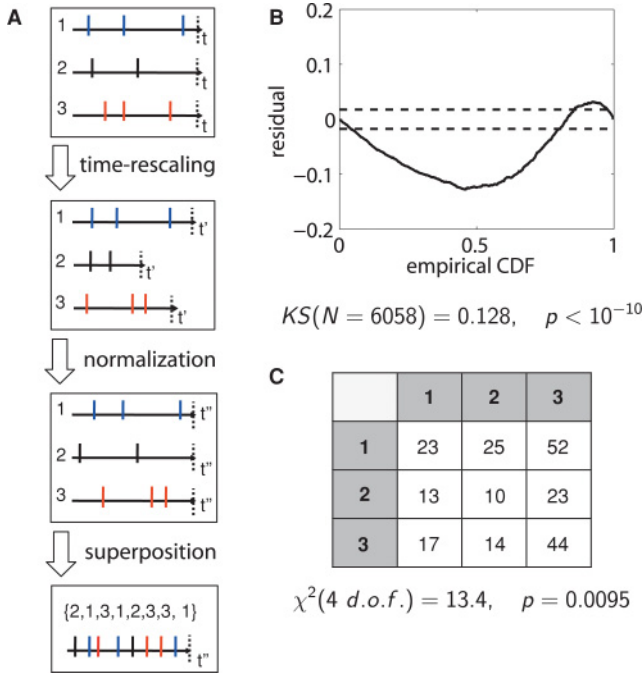 A
1
t
2
t
3
t
time-rescaling
1
t'
2
t'
3
t'
normalization
1
t"
2
t"
3
t"
superposition
{2,1,3,1,2,3,3, 1}
t"
B
0.2
0.1
0
−0.1
−0.2
residual
0 0.5 1
empirical CDF
KS(N = 6058) = 0.128, p < 10⁻¹⁰
C
1 2 3
1 23 25 52
2 13 10 23
3 17 14 44
χ²(4 d.o.f.) = 13.4, p = 0.0095